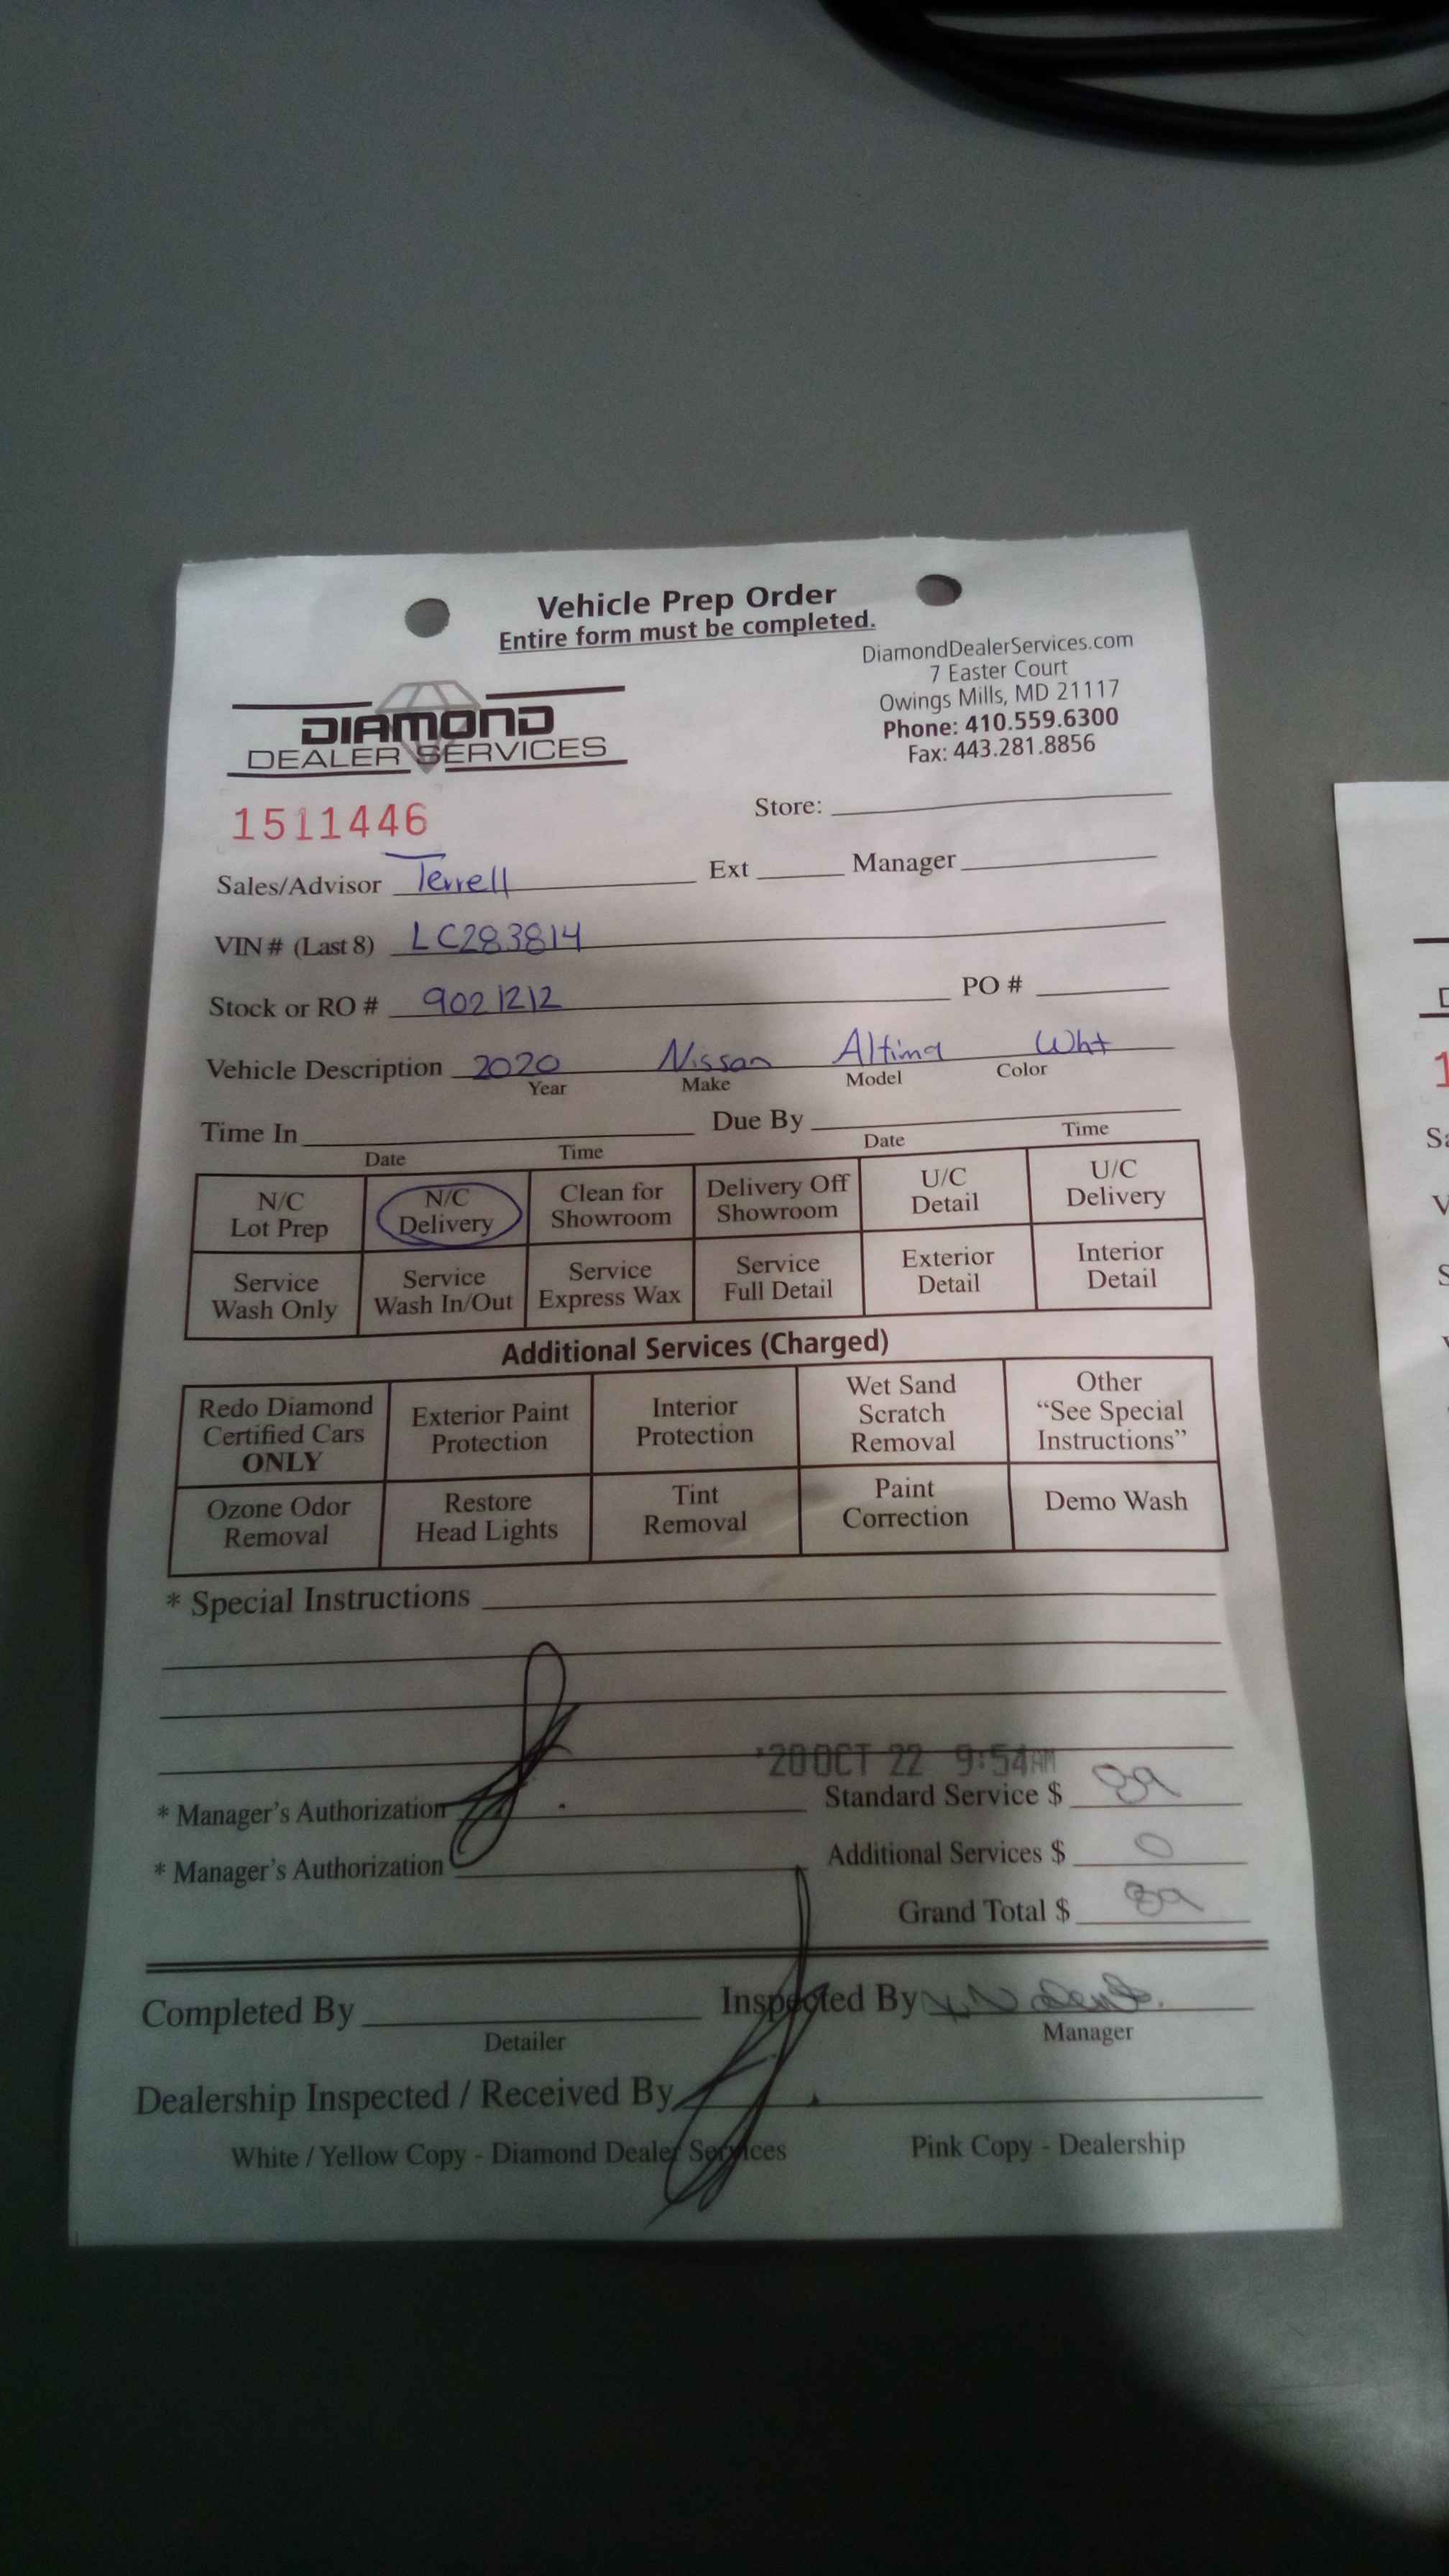 Vehicle Prep Order
Entire form must be completed.
DiamondDealerServices.com
7 Easter Court
Owings Mills, MD 21117
Phone: 410.559.6300
Fax: 443.281.8856
DIAMOND
DEALER SERVICES
1511446
Store:
Sales/Advisor Terrell Ext Manager
VIN # (Last 8) LC283814
Stock or RO # 9021212 PO #
Vehicle Description 2020 Nissan Altima Wht
Year Make Model Color
Time In Due By
Date Time Date Time
N/C Lot Prep N/C Delivery Clean for Showroom Delivery Off Showroom U/C Detail U/C Delivery
Service Wash Only Service Wash In/Out Service Express Wax Service Full Detail Exterior Detail Interior Detail
Additional Services (Charged)
Redo Diamond Certified Cars ONLY Exterior Paint Protection Interior Protection Wet Sand Scratch Removal Other "See Special Instructions"
Ozone Odor Removal Restore Head Lights Tint Removal Paint Correction Demo Wash
* Special Instructions
'20 OCT 22 9:54AM
* Manager's Authorization Standard Service $
* Manager's Authorization Additional Services $ 0
Grand Total $
Completed By Inspected By
Detailer Manager
Dealership Inspected / Received By
White / Yellow Copy - Diamond Dealer Services Pink Copy - Dealership